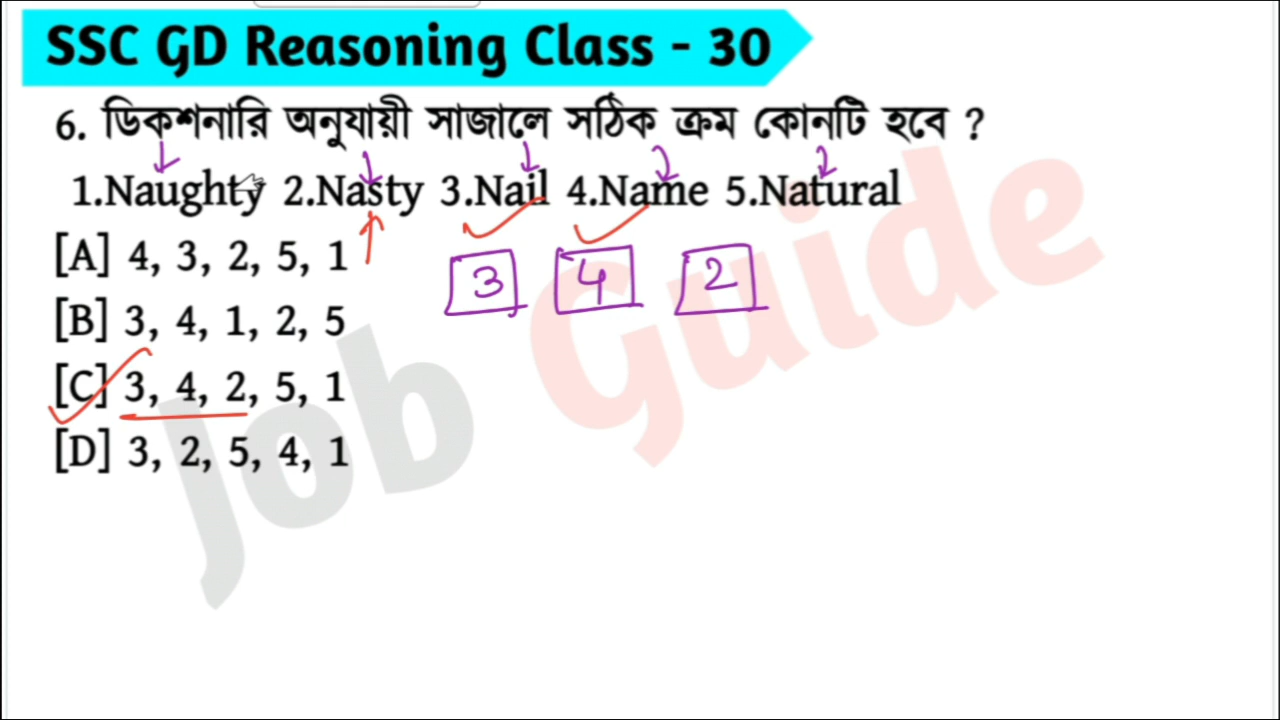 SSC GD Reasoning Class - 30
6. ডিকশনারি অনুযায়ী সাজালে সঠিক ক্রম কোনটি হবে ?
1.Naughty 2.Nasty 3.Nail 4.Name 5.Natural
[A] 4, 3, 2, 5, 1
[B] 3, 4, 1, 2, 5
[C] 3, 4, 2, 5, 1
[D] 3, 2, 5, 4, 1
3 4 2
Job Guide